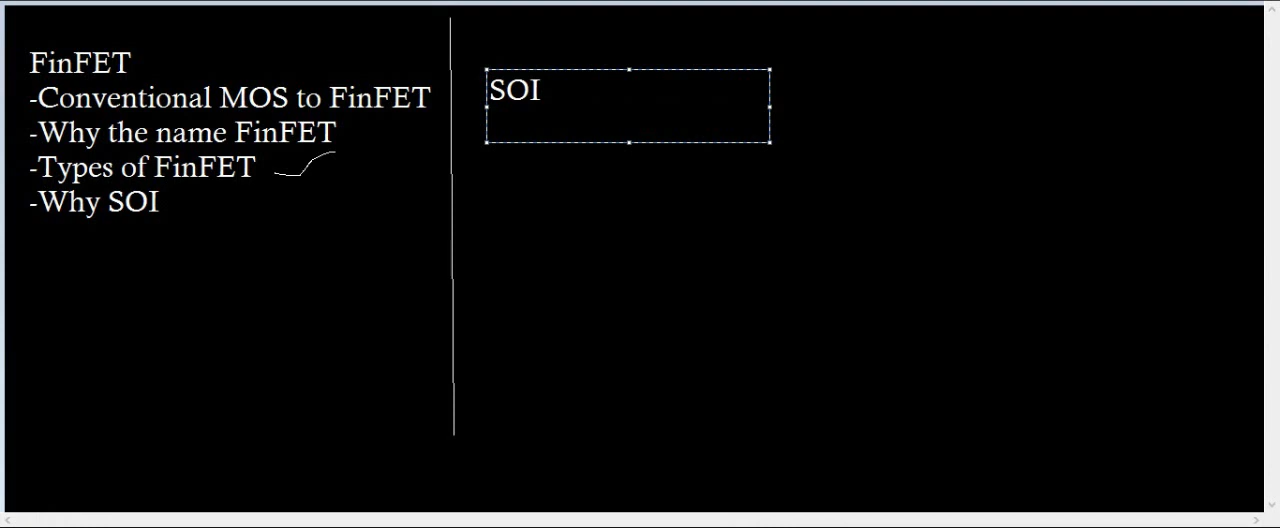 FinFET
-Conventional MOS to FinFET
-Why the name FinFET
-Types of FinFET
-Why SOI
SOI